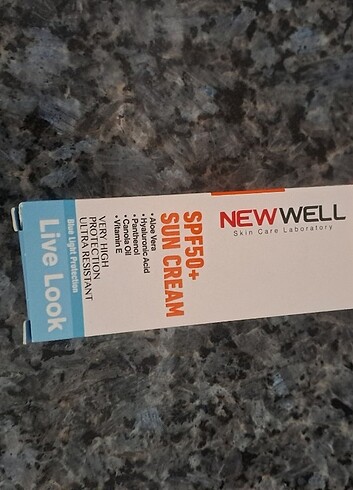 NEWWELL
Skin Care Laboratory
SPF50+
SUN CREAM
• Aloe Vera
• Hyaluronic Acid
• Panthenol
• Canola Oil
• Vitamin E
VERY HIGH
PROTECTION
ULTRA RESISTANT
Blue Light Protection
Live Look